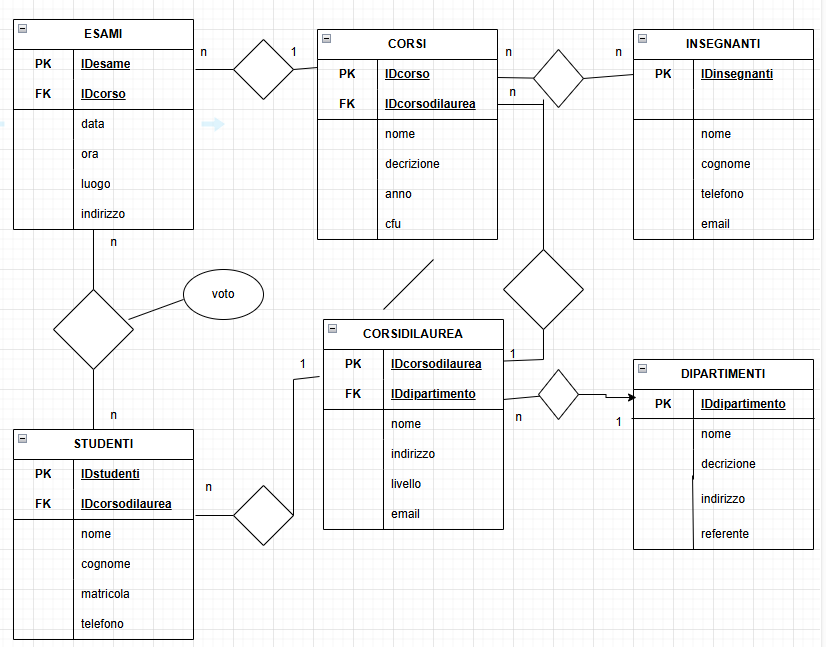 ESAMI
PK IDesame
FK IDcorso
data
ora
luogo
indirizzo
n
1
CORSI
PK IDcorso
FK IDcorsodilaurea
nome
decrizione
anno
cfu
n
n
n
INSEGNANTI
PK IDinsegnanti
nome
cognome
telefono
email
n
voto
n
STUDENTI
PK IDstudenti
FK IDcorsodilaurea
nome
cognome
matricola
telefono
n
1
CORSIDILAUREA
PK IDcorsodilaurea
FK IDdipartimento
nome
indirizzo
livello
email
1
n
1
DIPARTIMENTI
PK IDdipartimento
nome
decrizione
indirizzo
referente